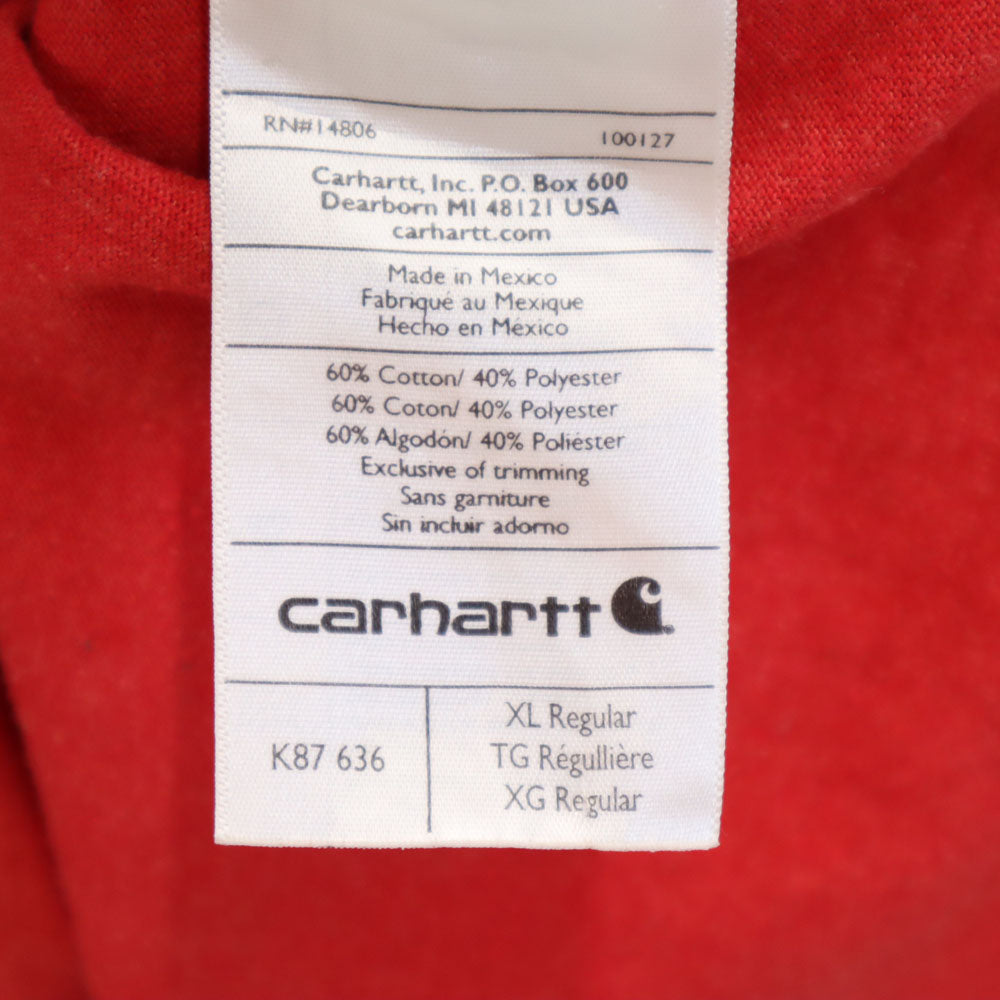 RN#14806 100127
Carhartt, Inc. P.O. Box 600
Dearborn MI 48121 USA
carhartt.com
Made in Mexico
Fabriqué au Mexique
Hecho en México
60% Cotton/ 40% Polyester
60% Coton/ 40% Polyester
60% Algodón/ 40% Poliéster
Exclusive of trimming
Sans garniture
Sin incluir adorno
carhartt
K87 636
XL Regular
TG Régullière
XG Regular